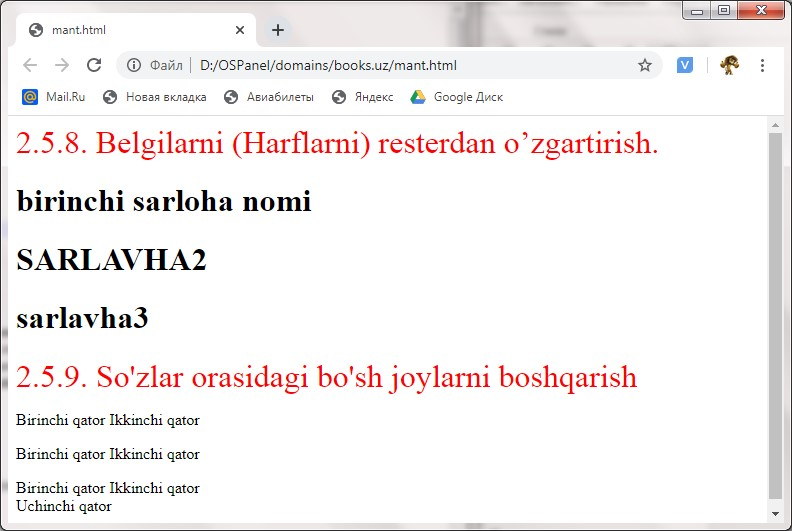 mant.html
Файл
D:/OSPanel/domains/books.uz/mant.html
V
Mail.Ru Новая вкладка Авиабилеты Яндекс Google Диск
2.5.8. Belgilarni (Harflarni) resterdan o’zgartirish.
birinchi sarloha nomi
SARLAVHA2
sarlavha3
2.5.9. So'zlar orasidagi bo'sh joylarni boshqarish
Birinchi qator Ikkinchi qator
Birinchi qator Ikkinchi qator
Birinchi qator Ikkinchi qator
Uchinchi qator